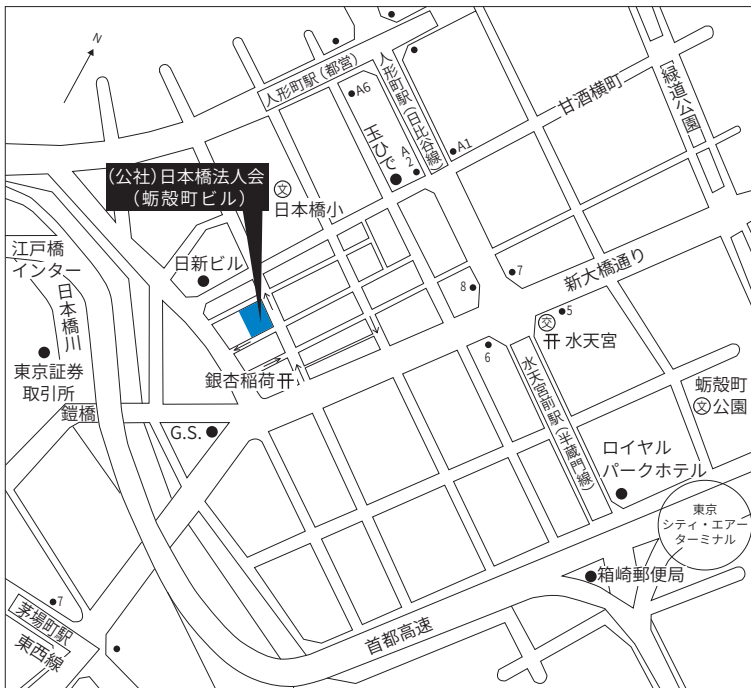 N
人形町駅(都営)
人形町駅(日比谷線)
A6
玉ひで
A2
A1
甘酒横町
緑道公園
(公社)日本橋法人会
(蛎殻町ビル)
文
日本橋小
江戸橋
インター
日新ビル
日本橋川
7
新大橋通り
8
5
交
水天宮
6
東京証券
取引所
銀杏稲荷
水天宮前駅(半蔵門線)
蛎殻町
文公園
鎧橋
G.S.
ロイヤル
パークホテル
東京
シティ・エアー
ターミナル
箱崎郵便局
7
茅場町駅
東西線
首都高速